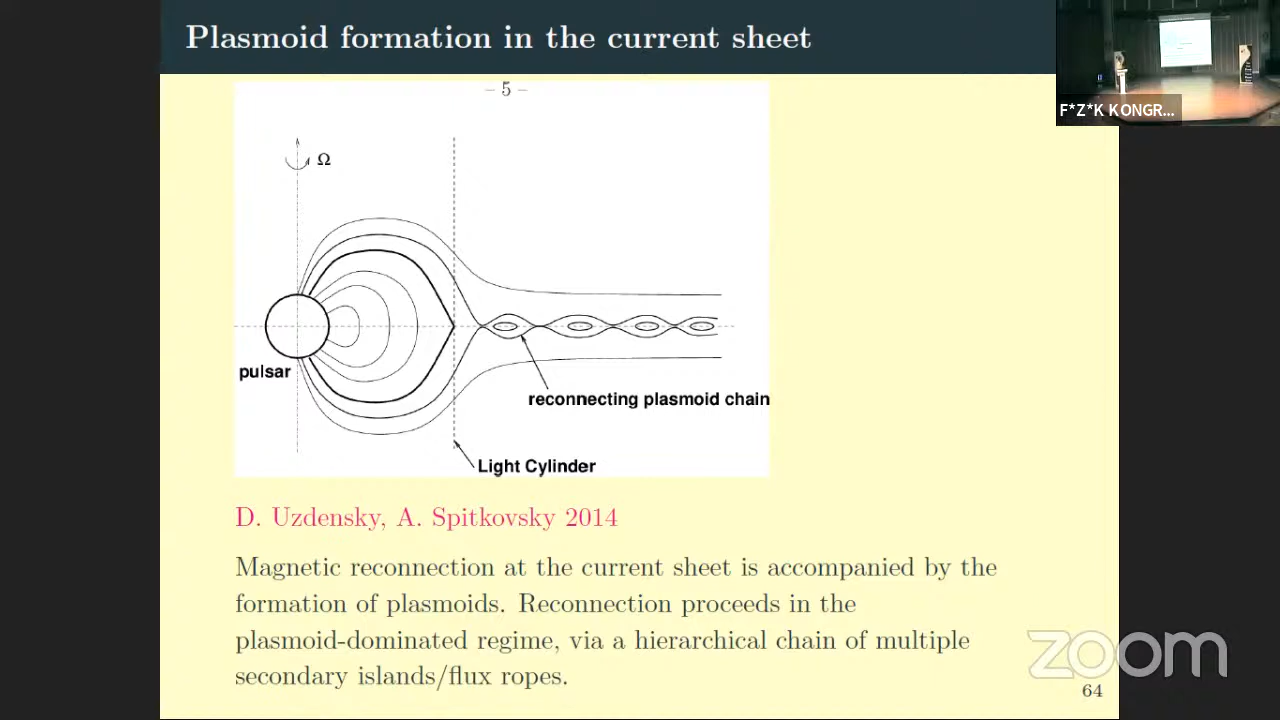 Plasmoid formation in the current sheet
– 5 –
Ω
pulsar
reconnecting plasmoid chain
Light Cylinder
D. Uzdensky, A. Spitkovsky 2014
Magnetic reconnection at the current sheet is accompanied by the
formation of plasmoids. Reconnection proceeds in the
plasmoid-dominated regime, via a hierarchical chain of multiple
secondary islands/flux ropes.
64
F*Z*K KONGR...
zoom